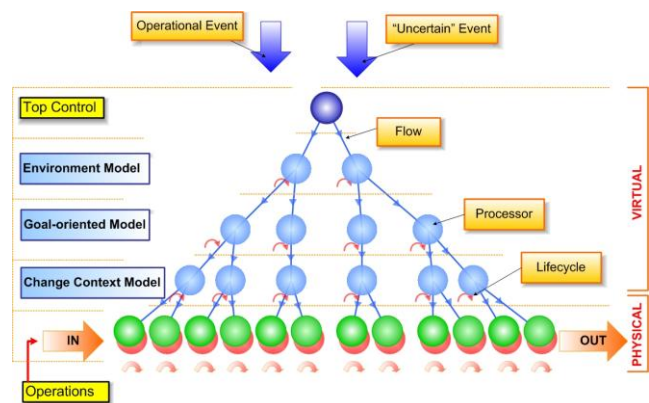 Operational Event
“Uncertain” Event
Top Control
Flow
Environment Model
Goal-oriented Model
Processor
Change Context Model
Lifecycle
VIRTUAL
IN
OUT
PHYSICAL
Operations